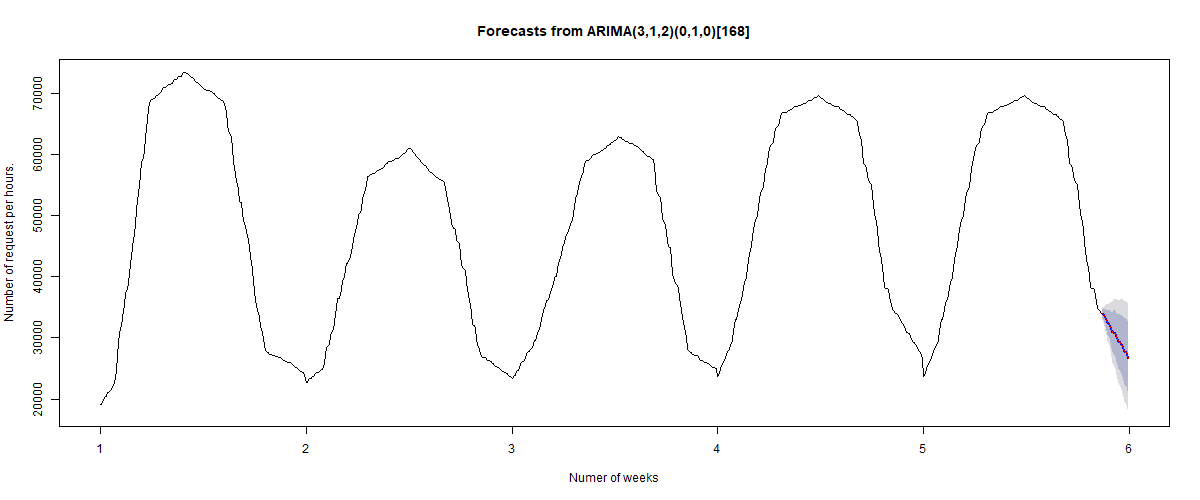 Forecasts from ARIMA(3,1,2)(0,1,0)[168]
Number of request per hours.
70000
60000
50000
40000
30000
20000
1 2 3 4 5 6
Numer of weeks